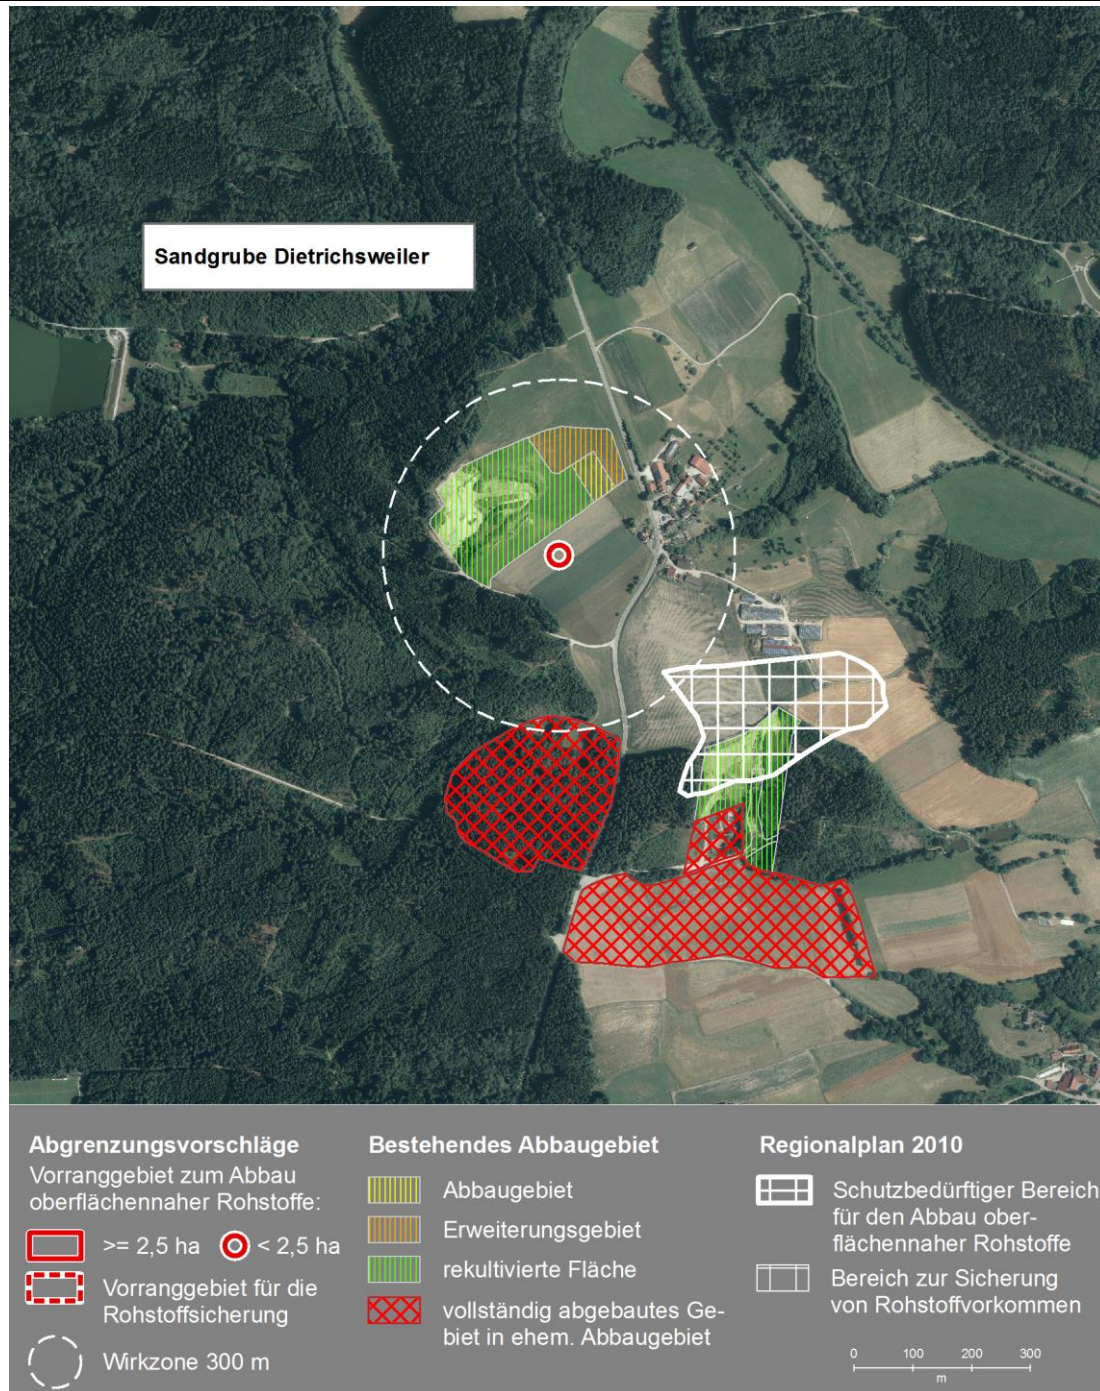 Sandgrube Dietrichsweiler
Abgrenzungsvorschläge
Vorranggebiet zum Abbau
oberflächennaher Rohstoffe:
>= 2,5 ha
< 2,5 ha
Vorranggebiet für die
Rohstoffsicherung
Wirkzone 300 m
Bestehendes Abbaugebiet
Abbaugebiet
Erweiterungsgebiet
rekultivierte Fläche
vollständig abgebautes Ge-
biet in ehem. Abbaugebiet
Regionalplan 2010
Schutzbedürftiger Bereich
für den Abbau ober-
flächennaher Rohstoffe
Bereich zur Sicherung
von Rohstoffvorkommen
0 100 200 300
m